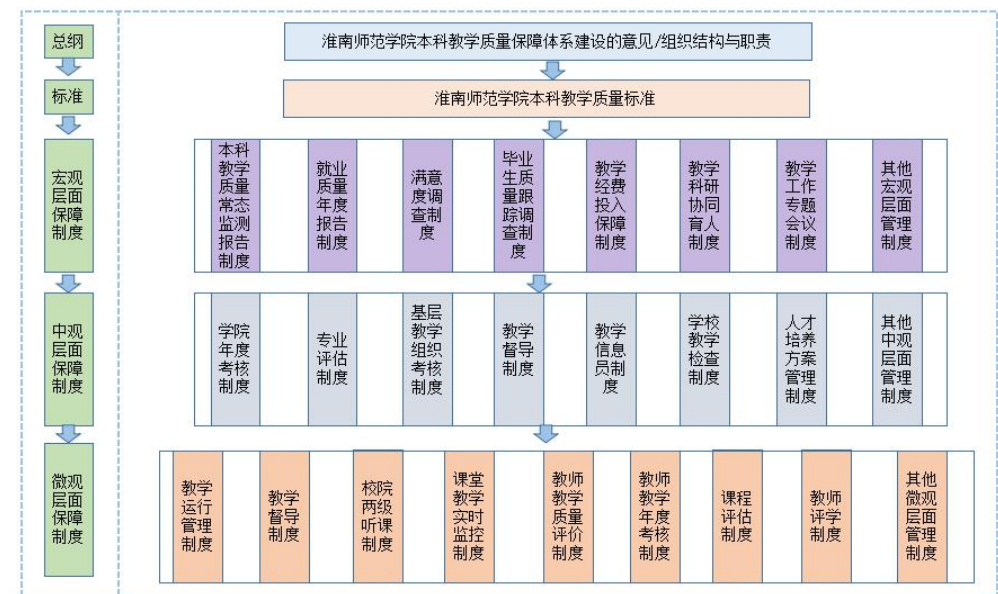 总纲
淮南师范学院本科教学质量保障体系建设的意见/组织结构与职责
标准
淮南师范学院本科教学质量标准
宏观
层面
保障
制度
本科
教学
质量
常态
监测
报告
制度
就业
质量
年度
报告
制度
满意
度调
查制
度
毕业
生质
量跟
踪调
查制
度
教学
经费
投入
保障
制度
教学
科研
协同
育人
制度
教学
工作
专题
会议
制度
其他
宏观
层面
管理
制度
中观
层面
保障
制度
学院
年度
考核
制度
专业
评估
制度
基层
教学
组织
考核
制度
教学
督导
制度
教学
信息
员制
度
学校
教学
检查
制度
人才
培养
方案
管理
制度
其他
中观
层面
管理
制度
微观
层面
保障
制度
教学
运行
管理
制度
教学
督导
制度
校院
两级
听课
制度
课堂
教学
实时
监控
制度
教师
教学
质量
评价
制度
教师
教学
年度
考核
制度
课程
评估
制度
教师
评学
制度
其他
微观
层面
管理
制度